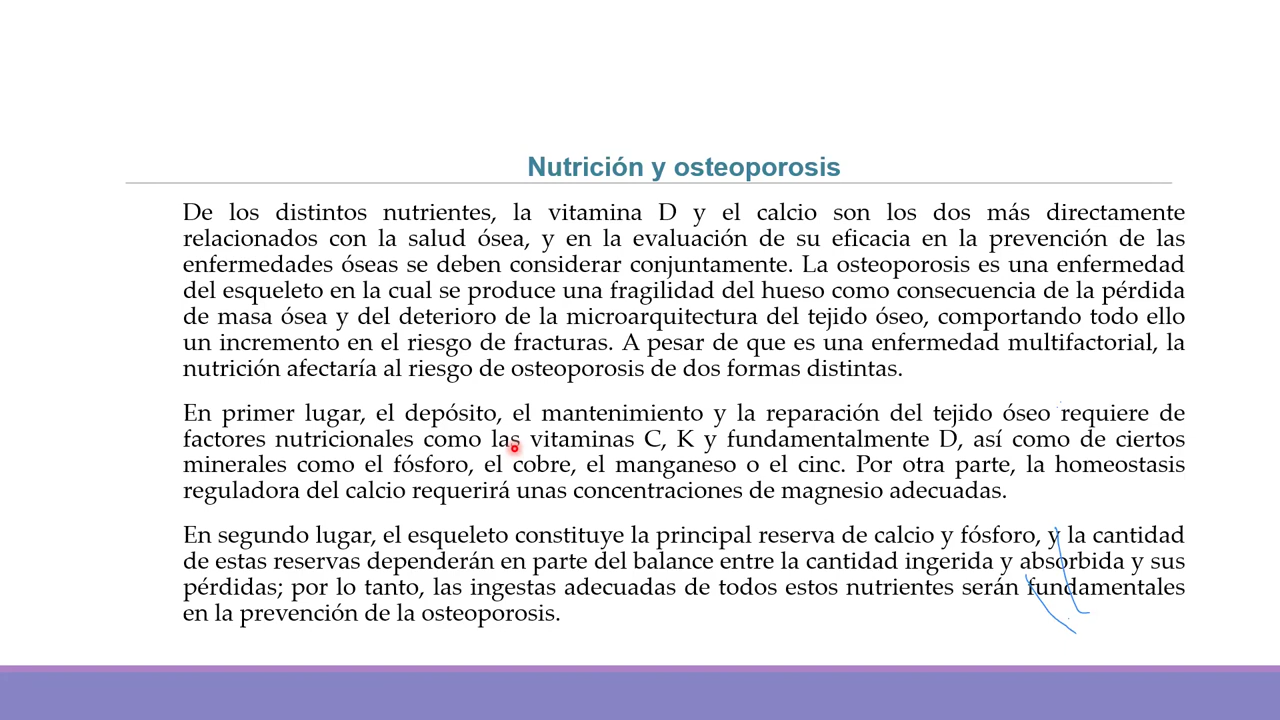 Nutrición y osteoporosis
De los distintos nutrientes, la vitamina D y el calcio son los dos más directamente
relacionados con la salud ósea, y en la evaluación de su eficacia en la prevención de las
enfermedades óseas se deben considerar conjuntamente. La osteoporosis es una enfermedad
del esqueleto en la cual se produce una fragilidad del hueso como consecuencia de la pérdida
de masa ósea y del deterioro de la microarquitectura del tejido óseo, comportando todo ello
un incremento en el riesgo de fracturas. A pesar de que es una enfermedad multifactorial, la
nutrición afectaría al riesgo de osteoporosis de dos formas distintas.
En primer lugar, el depósito, el mantenimiento y la reparación del tejido óseo requiere de
factores nutricionales como las vitaminas C, K y fundamentalmente D, así como de ciertos
minerales como el fósforo, el cobre, el manganeso o el cinc. Por otra parte, la homeostasis
reguladora del calcio requerirá unas concentraciones de magnesio adecuadas.
En segundo lugar, el esqueleto constituye la principal reserva de calcio y fósforo, y la cantidad
de estas reservas dependerán en parte del balance entre la cantidad ingerida y absorbida y sus
pérdidas; por lo tanto, las ingestas adecuadas de todos estos nutrientes serán fundamentales
en la prevención de la osteoporosis.